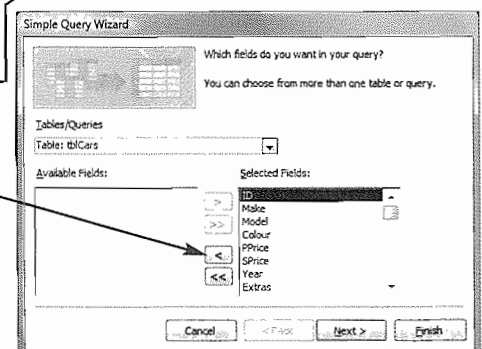 Simple Query Wizard
Which fields do you want in your query?
You can choose from more than one table or query.
Tables/Queries
Table: tblCars
Available Fields:
Selected Fields:
>
>>
<
<<
ID
Make
Model
Colour
PPrice
SPrice
Year
Extras
Cancel
< Back
Next >
Finish